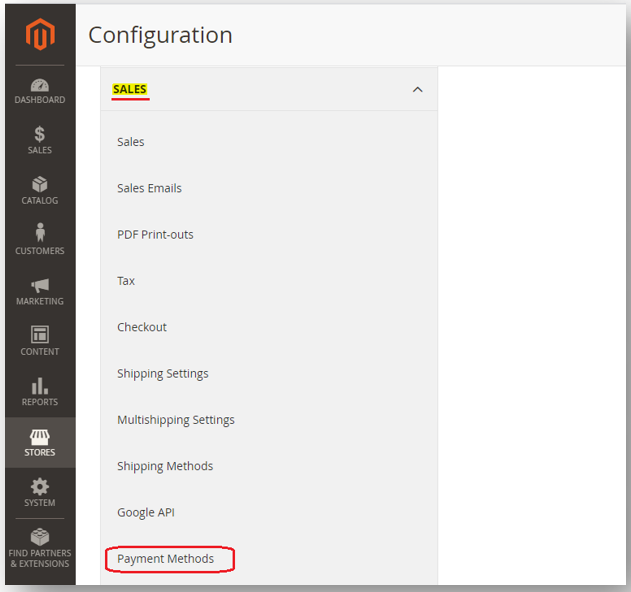 Configuration
DASHBOARD
SALES
CATALOG
CUSTOMERS
MARKETING
CONTENT
REPORTS
STORES
SYSTEM
FIND PARTNERS
& EXTENSIONS
SALES
Sales
Sales Emails
PDF Print-outs
Tax
Checkout
Shipping Settings
Multishipping Settings
Shipping Methods
Google API
Payment Methods